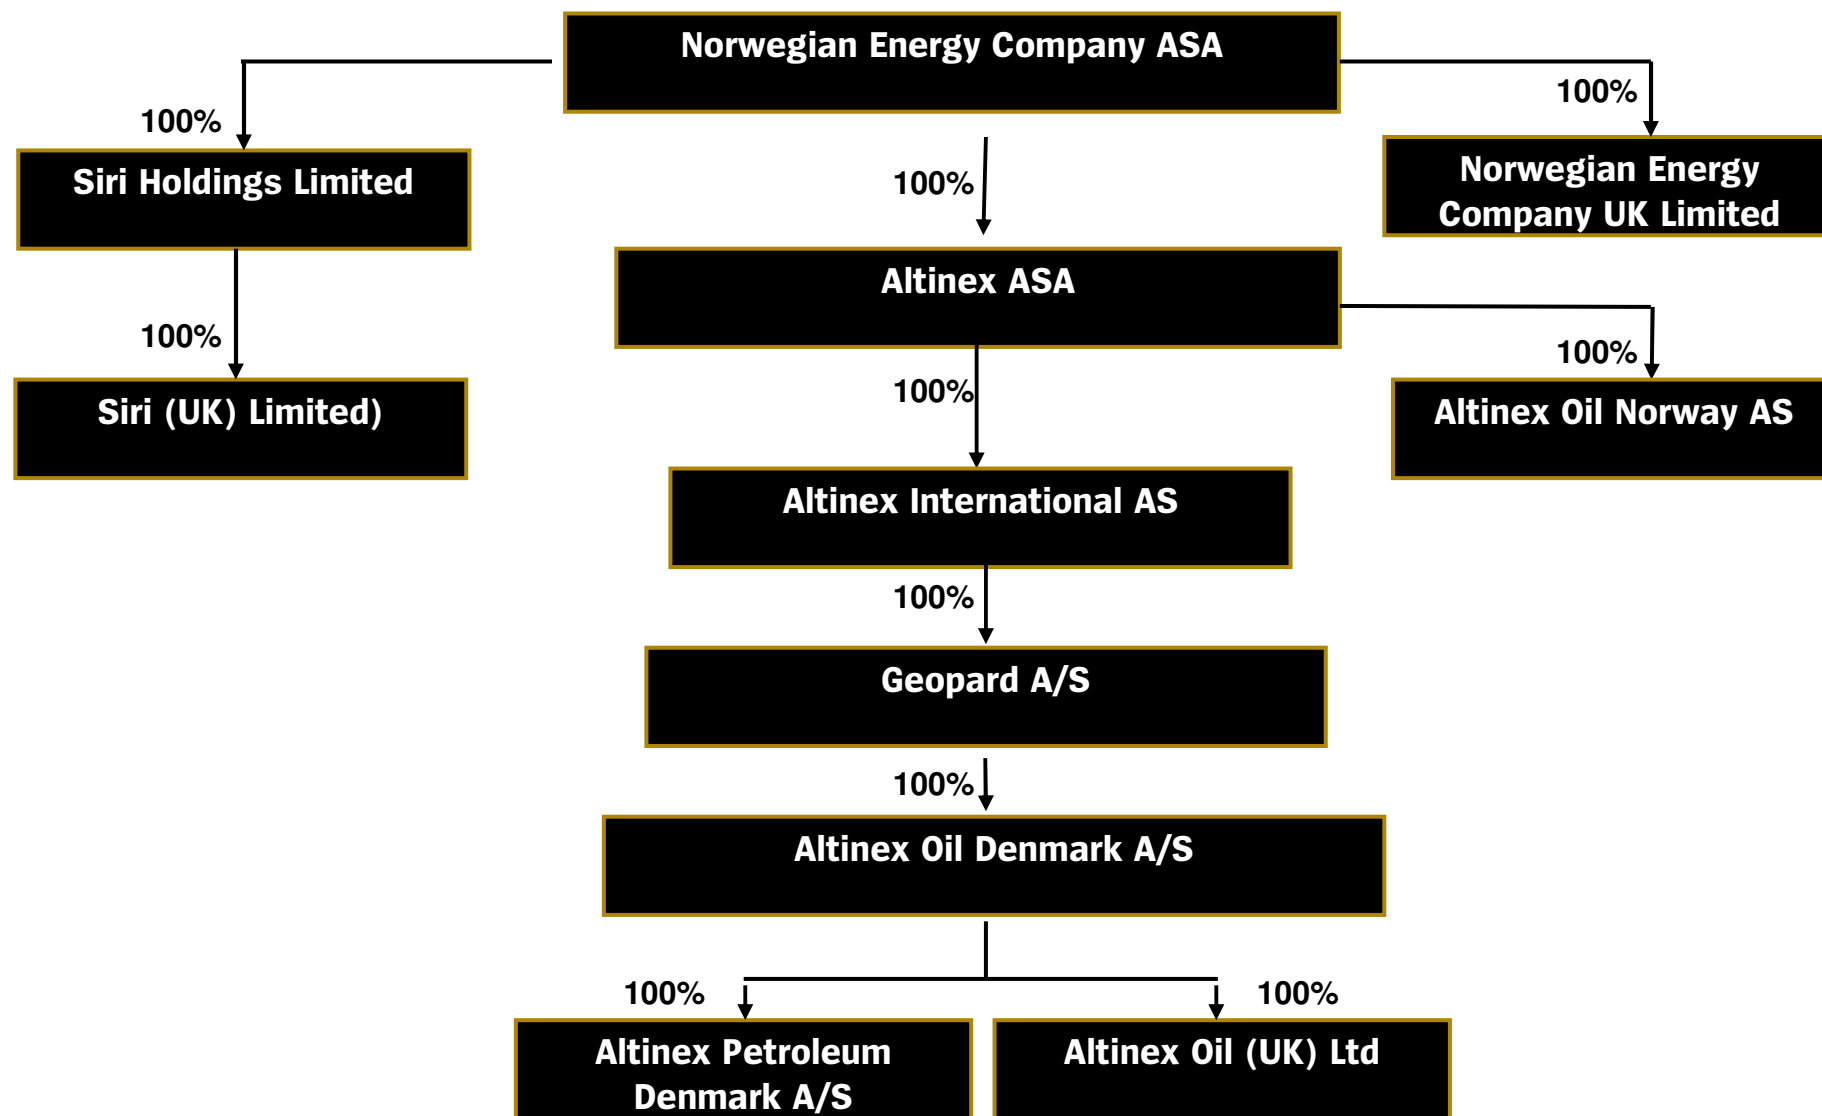 Norwegian Energy Company ASA
100%
100%
Siri Holdings Limited
100%
Norwegian Energy
Company UK Limited
Altinex ASA
100%
100%
100%
Siri (UK) Limited)
Altinex Oil Norway AS
Altinex International AS
100%
Geopard A/S
100%
Altinex Oil Denmark A/S
100%
100%
Altinex Petroleum
Denmark A/S
Altinex Oil (UK) Ltd